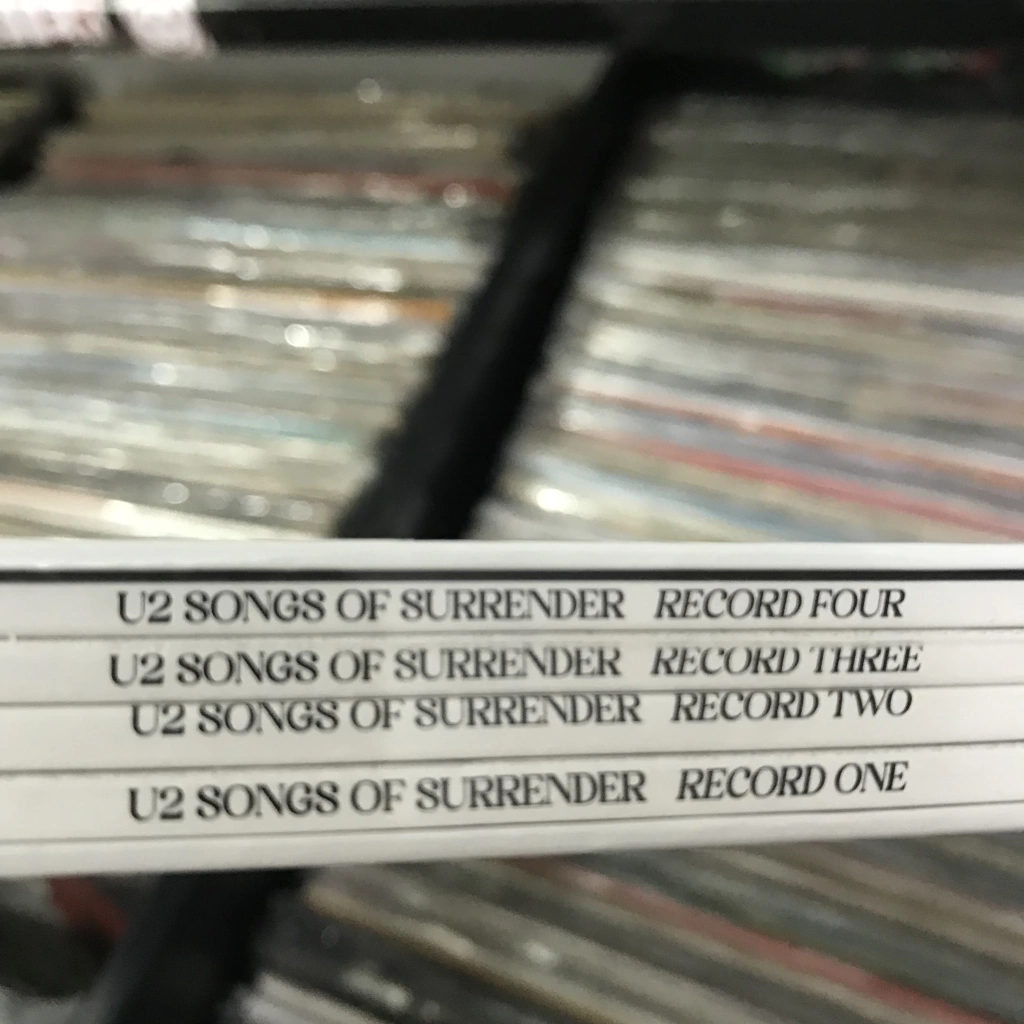 U2 SONGS OF SURRENDER RECORD FOUR
U2 SONGS OF SURRENDER RECORD THREE
U2 SONGS OF SURRENDER RECORD TWO
U2 SONGS OF SURRENDER RECORD ONE